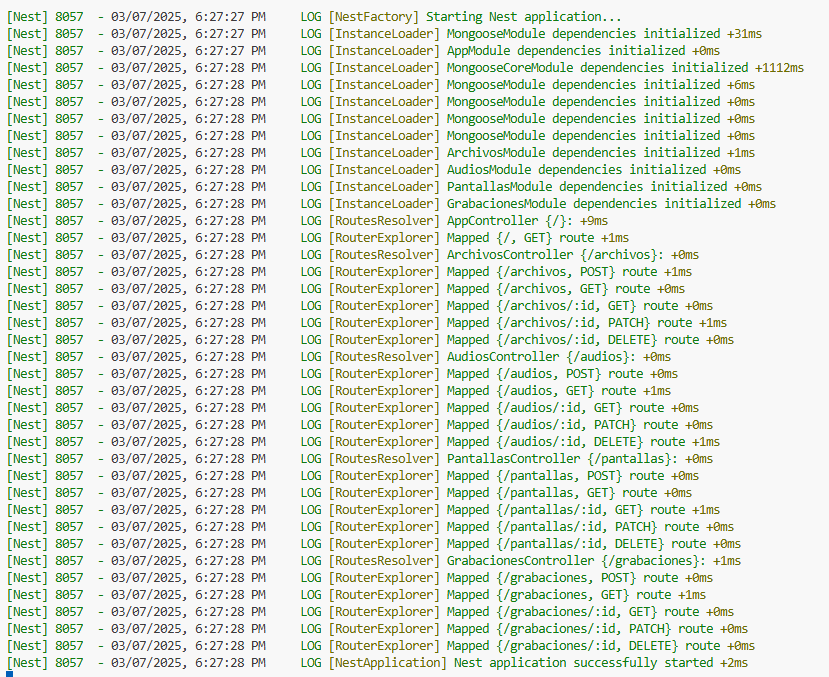 [Nest] 8057  - 03/07/2025, 6:27:27 PM     LOG [NestFactory] Starting Nest application...
[Nest] 8057  - 03/07/2025, 6:27:27 PM     LOG [InstanceLoader] MongooseModule dependencies initialized +31ms
[Nest] 8057  - 03/07/2025, 6:27:27 PM     LOG [InstanceLoader] AppModule dependencies initialized +0ms
[Nest] 8057  - 03/07/2025, 6:27:28 PM     LOG [InstanceLoader] MongooseCoreModule dependencies initialized +1112ms
[Nest] 8057  - 03/07/2025, 6:27:28 PM     LOG [InstanceLoader] MongooseModule dependencies initialized +6ms
[Nest] 8057  - 03/07/2025, 6:27:28 PM     LOG [InstanceLoader] MongooseModule dependencies initialized +0ms
[Nest] 8057  - 03/07/2025, 6:27:28 PM     LOG [InstanceLoader] MongooseModule dependencies initialized +0ms
[Nest] 8057  - 03/07/2025, 6:27:28 PM     LOG [InstanceLoader] MongooseModule dependencies initialized +0ms
[Nest] 8057  - 03/07/2025, 6:27:28 PM     LOG [InstanceLoader] ArchivosModule dependencies initialized +1ms
[Nest] 8057  - 03/07/2025, 6:27:28 PM     LOG [InstanceLoader] AudiosModule dependencies initialized +0ms
[Nest] 8057  - 03/07/2025, 6:27:28 PM     LOG [InstanceLoader] PantallasModule dependencies initialized +0ms
[Nest] 8057  - 03/07/2025, 6:27:28 PM     LOG [InstanceLoader] GrabacionesModule dependencies initialized +0ms
[Nest] 8057  - 03/07/2025, 6:27:28 PM     LOG [RoutesResolver] AppController {/}: +9ms
[Nest] 8057  - 03/07/2025, 6:27:28 PM     LOG [RouterExplorer] Mapped {/, GET} route +1ms
[Nest] 8057  - 03/07/2025, 6:27:28 PM     LOG [RoutesResolver] ArchivosController {/archivos}: +0ms
[Nest] 8057  - 03/07/2025, 6:27:28 PM     LOG [RouterExplorer] Mapped {/archivos, POST} route +1ms
[Nest] 8057  - 03/07/2025, 6:27:28 PM     LOG [RouterExplorer] Mapped {/archivos, GET} route +0ms
[Nest] 8057  - 03/07/2025, 6:27:28 PM     LOG [RouterExplorer] Mapped {/archivos/:id, GET} route +0ms
[Nest] 8057  - 03/07/2025, 6:27:28 PM     LOG [RouterExplorer] Mapped {/archivos/:id, PATCH} route +1ms
[Nest] 8057  - 03/07/2025, 6:27:28 PM     LOG [RouterExplorer] Mapped {/archivos/:id, DELETE} route +0ms
[Nest] 8057  - 03/07/2025, 6:27:28 PM     LOG [RoutesResolver] AudiosController {/audios}: +0ms
[Nest] 8057  - 03/07/2025, 6:27:28 PM     LOG [RouterExplorer] Mapped {/audios, POST} route +0ms
[Nest] 8057  - 03/07/2025, 6:27:28 PM     LOG [RouterExplorer] Mapped {/audios, GET} route +1ms
[Nest] 8057  - 03/07/2025, 6:27:28 PM     LOG [RouterExplorer] Mapped {/audios/:id, GET} route +0ms
[Nest] 8057  - 03/07/2025, 6:27:28 PM     LOG [RouterExplorer] Mapped {/audios/:id, PATCH} route +0ms
[Nest] 8057  - 03/07/2025, 6:27:28 PM     LOG [RouterExplorer] Mapped {/audios/:id, DELETE} route +1ms
[Nest] 8057  - 03/07/2025, 6:27:28 PM     LOG [RoutesResolver] PantallasController {/pantallas}: +0ms
[Nest] 8057  - 03/07/2025, 6:27:28 PM     LOG [RouterExplorer] Mapped {/pantallas, POST} route +0ms
[Nest] 8057  - 03/07/2025, 6:27:28 PM     LOG [RouterExplorer] Mapped {/pantallas, GET} route +0ms
[Nest] 8057  - 03/07/2025, 6:27:28 PM     LOG [RouterExplorer] Mapped {/pantallas/:id, GET} route +1ms
[Nest] 8057  - 03/07/2025, 6:27:28 PM     LOG [RouterExplorer] Mapped {/pantallas/:id, PATCH} route +0ms
[Nest] 8057  - 03/07/2025, 6:27:28 PM     LOG [RouterExplorer] Mapped {/pantallas/:id, DELETE} route +0ms
[Nest] 8057  - 03/07/2025, 6:27:28 PM     LOG [RoutesResolver] GrabacionesController {/grabaciones}: +1ms
[Nest] 8057  - 03/07/2025, 6:27:28 PM     LOG [RouterExplorer] Mapped {/grabaciones, POST} route +0ms
[Nest] 8057  - 03/07/2025, 6:27:28 PM     LOG [RouterExplorer] Mapped {/grabaciones, GET} route +1ms
[Nest] 8057  - 03/07/2025, 6:27:28 PM     LOG [RouterExplorer] Mapped {/grabaciones/:id, GET} route +0ms
[Nest] 8057  - 03/07/2025, 6:27:28 PM     LOG [RouterExplorer] Mapped {/grabaciones/:id, PATCH} route +0ms
[Nest] 8057  - 03/07/2025, 6:27:28 PM     LOG [RouterExplorer] Mapped {/grabaciones/:id, DELETE} route +0ms
[Nest] 8057  - 03/07/2025, 6:27:28 PM     LOG [NestApplication] Nest application successfully started +2ms